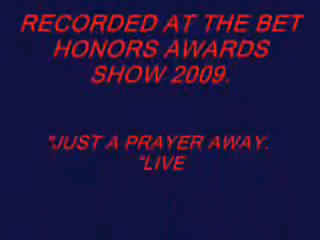 RECORDED AT THE BET
HONORS AWARDS
SHOW 2009.
"JUST A PRAYER AWAY.
"LIVE